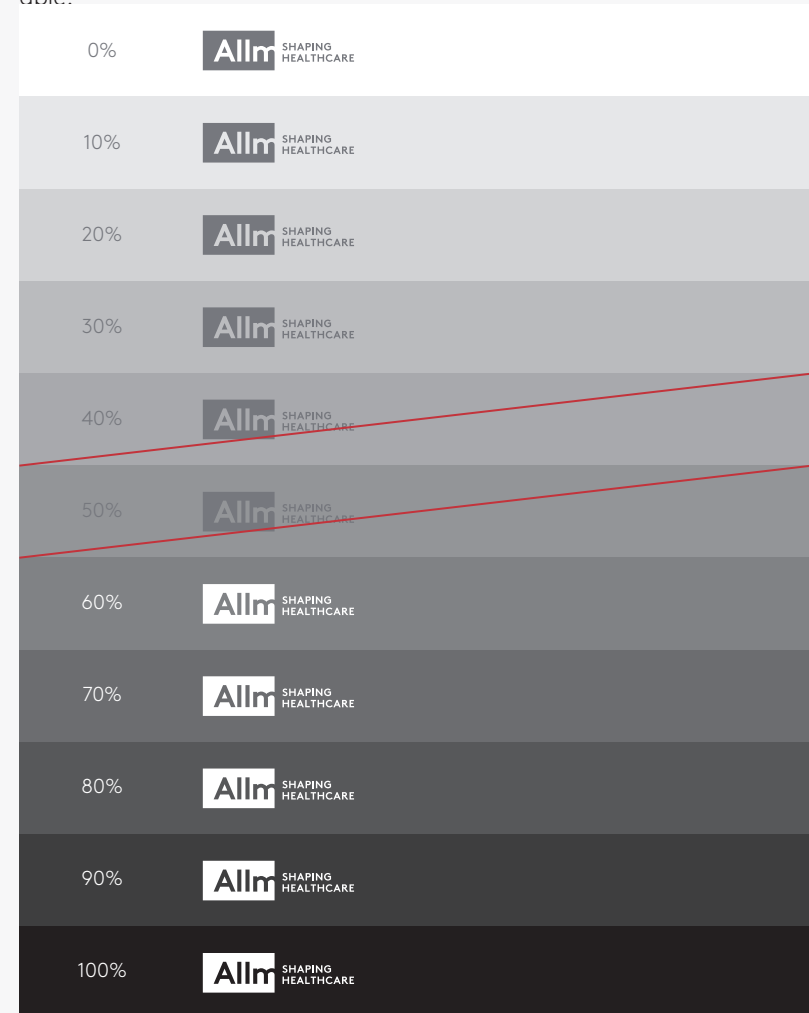 0%
Allm SHAPING
HEALTHCARE
10%
Allm SHAPING
HEALTHCARE
20%
Allm SHAPING
HEALTHCARE
30%
Allm SHAPING
HEALTHCARE
40%
Allm SHAPING
HEALTHCARE
50%
Allm SHAPING
HEALTHCARE
60%
Allm SHAPING
HEALTHCARE
70%
Allm SHAPING
HEALTHCARE
80%
Allm SHAPING
HEALTHCARE
90%
Allm SHAPING
HEALTHCARE
100%
Allm SHAPING
HEALTHCARE